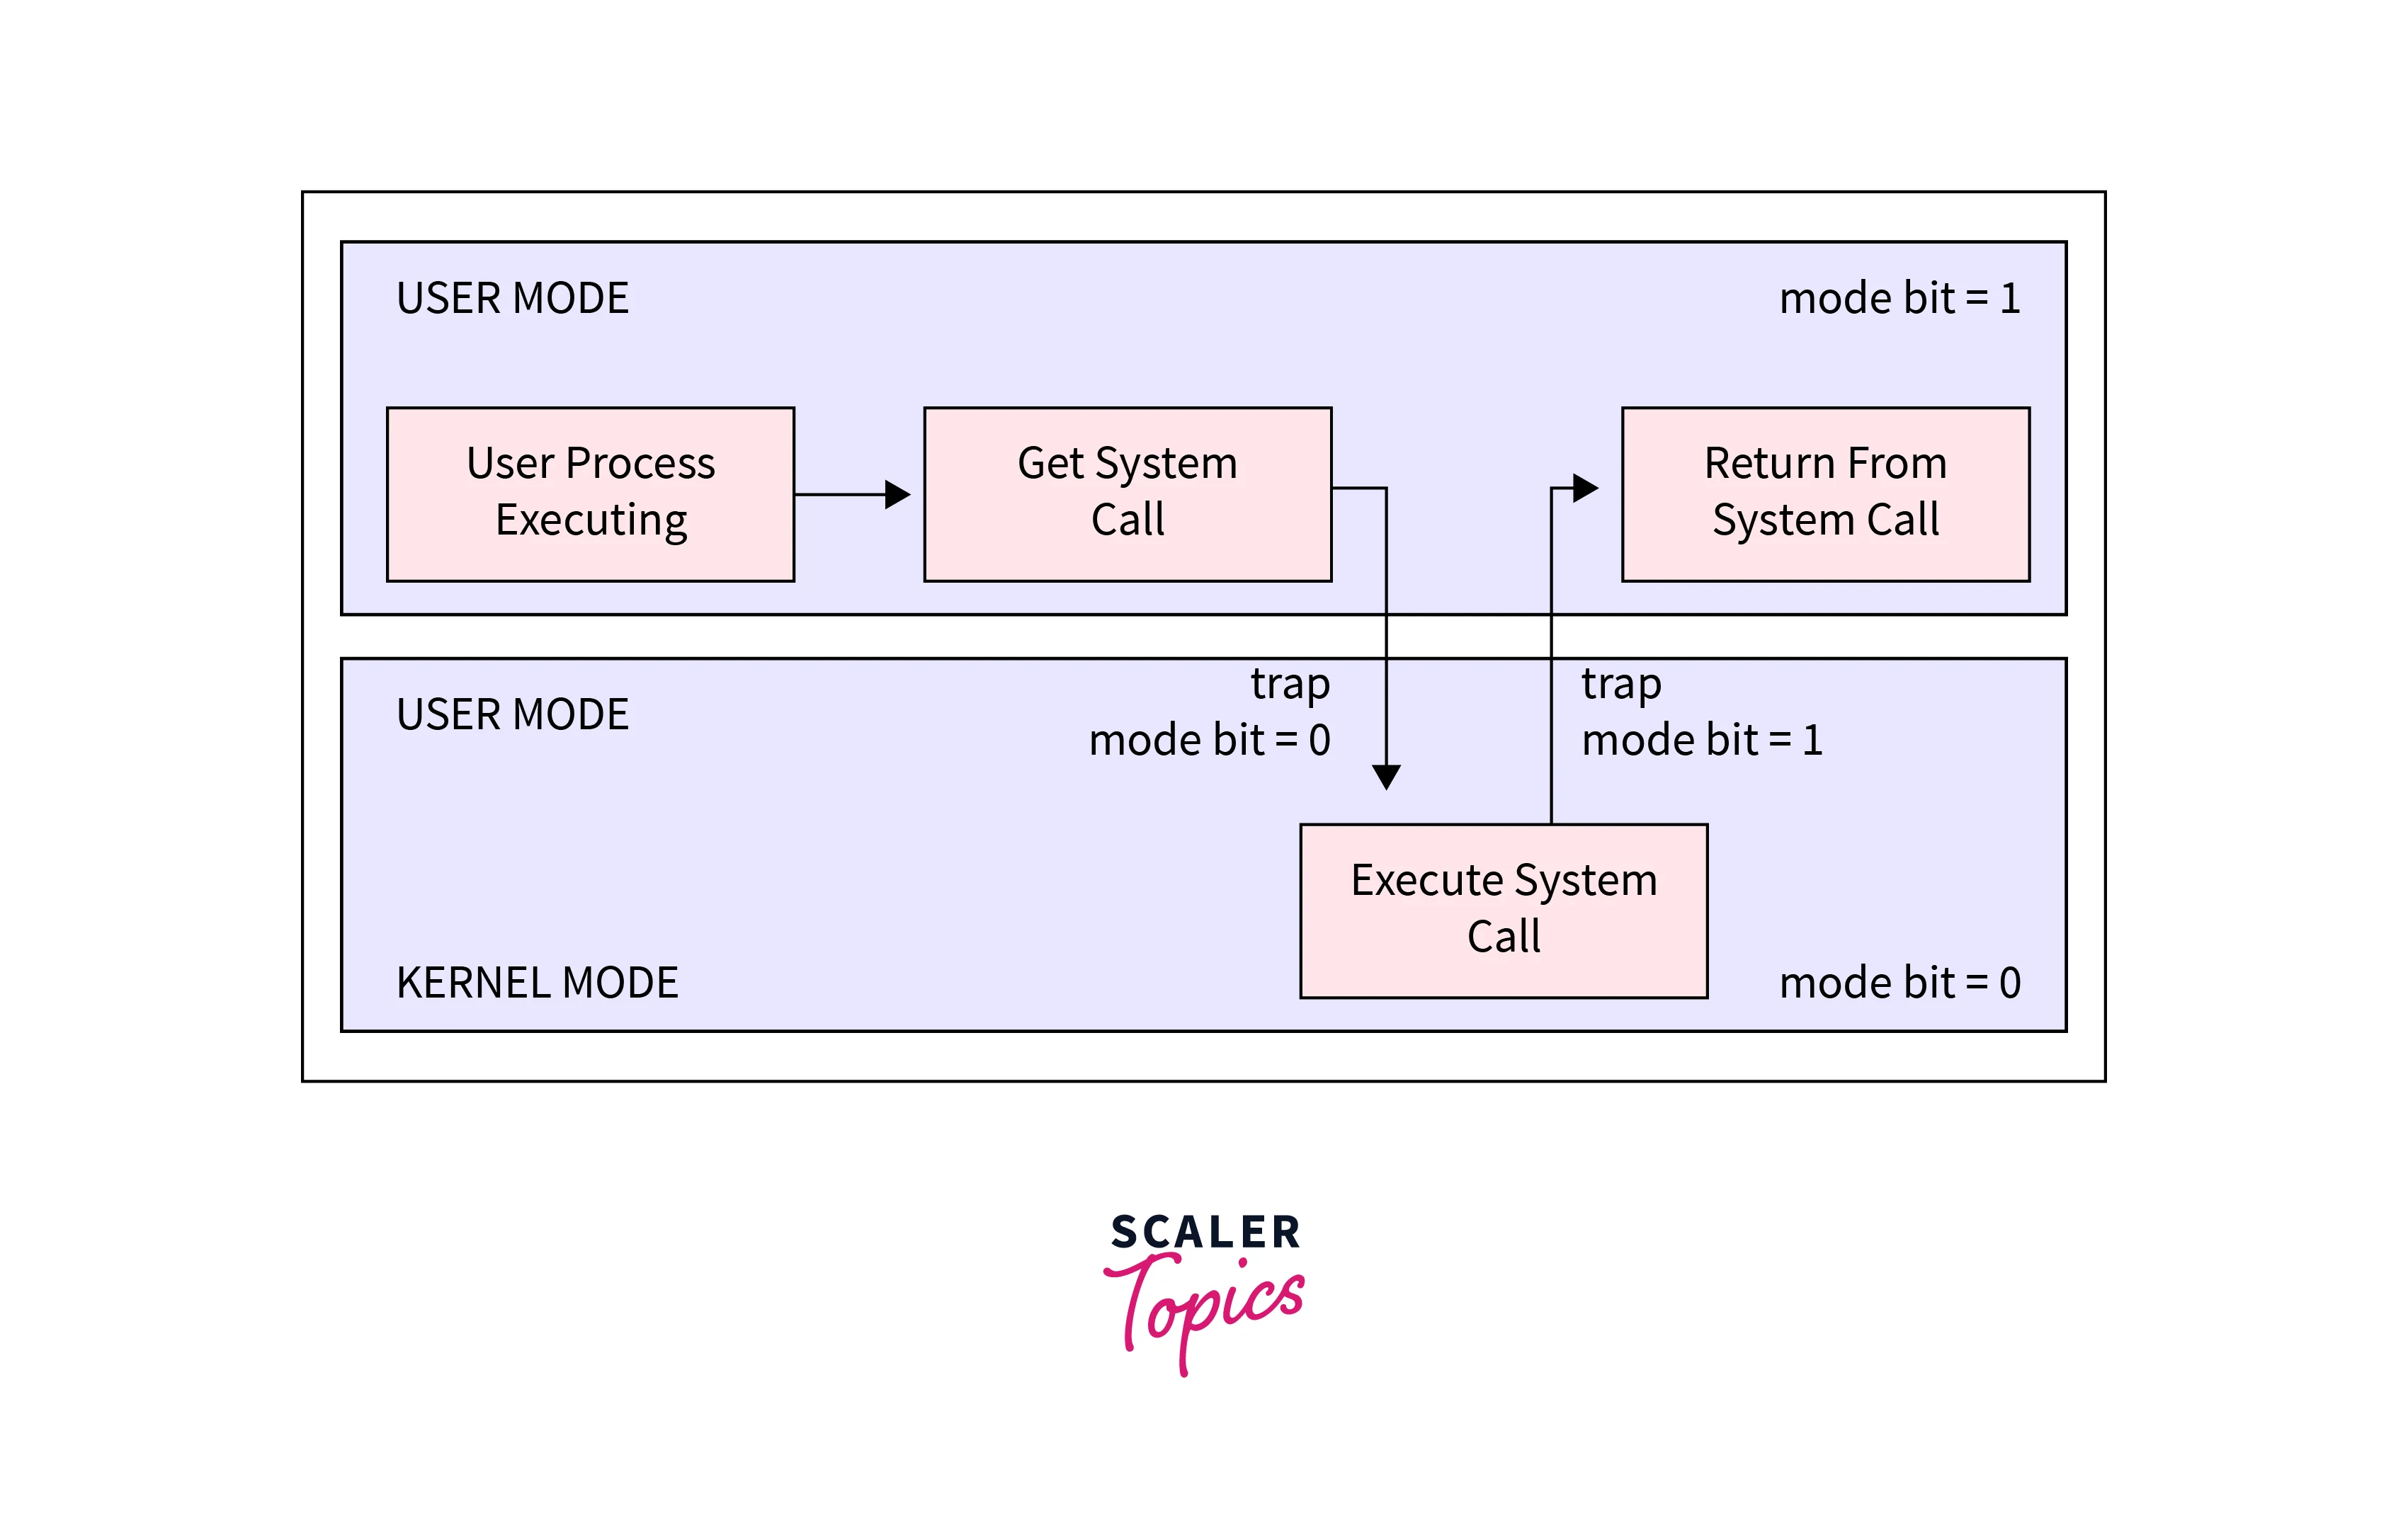 USER MODE
mode bit = 1
User Process
Executing
Get System
Call
Return From
System Call
USER MODE
trap
mode bit = 0
trap
mode bit = 1
Execute System
Call
KERNEL MODE
mode bit = 0
SCALER
Topics